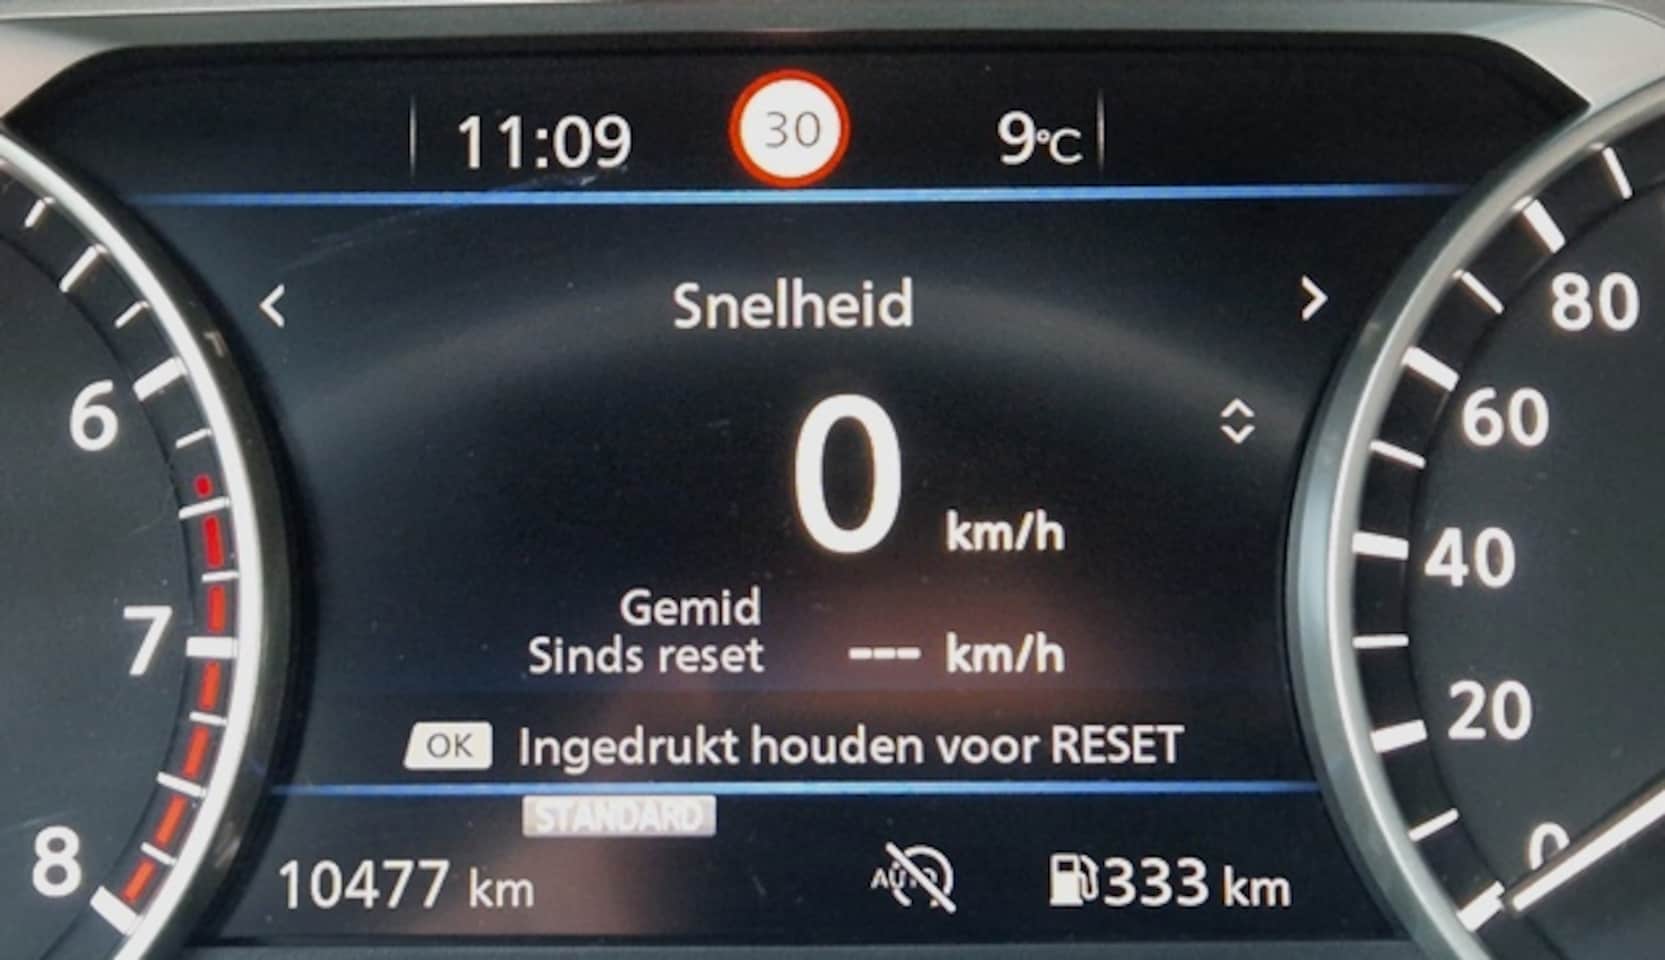 11:09 30 9°C
< Snelheid >
0 km/h
Gemid
Sinds reset --- km/h
OK Ingedrukt houden voor RESET
STANDARD
10477 km AUTO 333 km
6
7
8
80
60
40
20
0